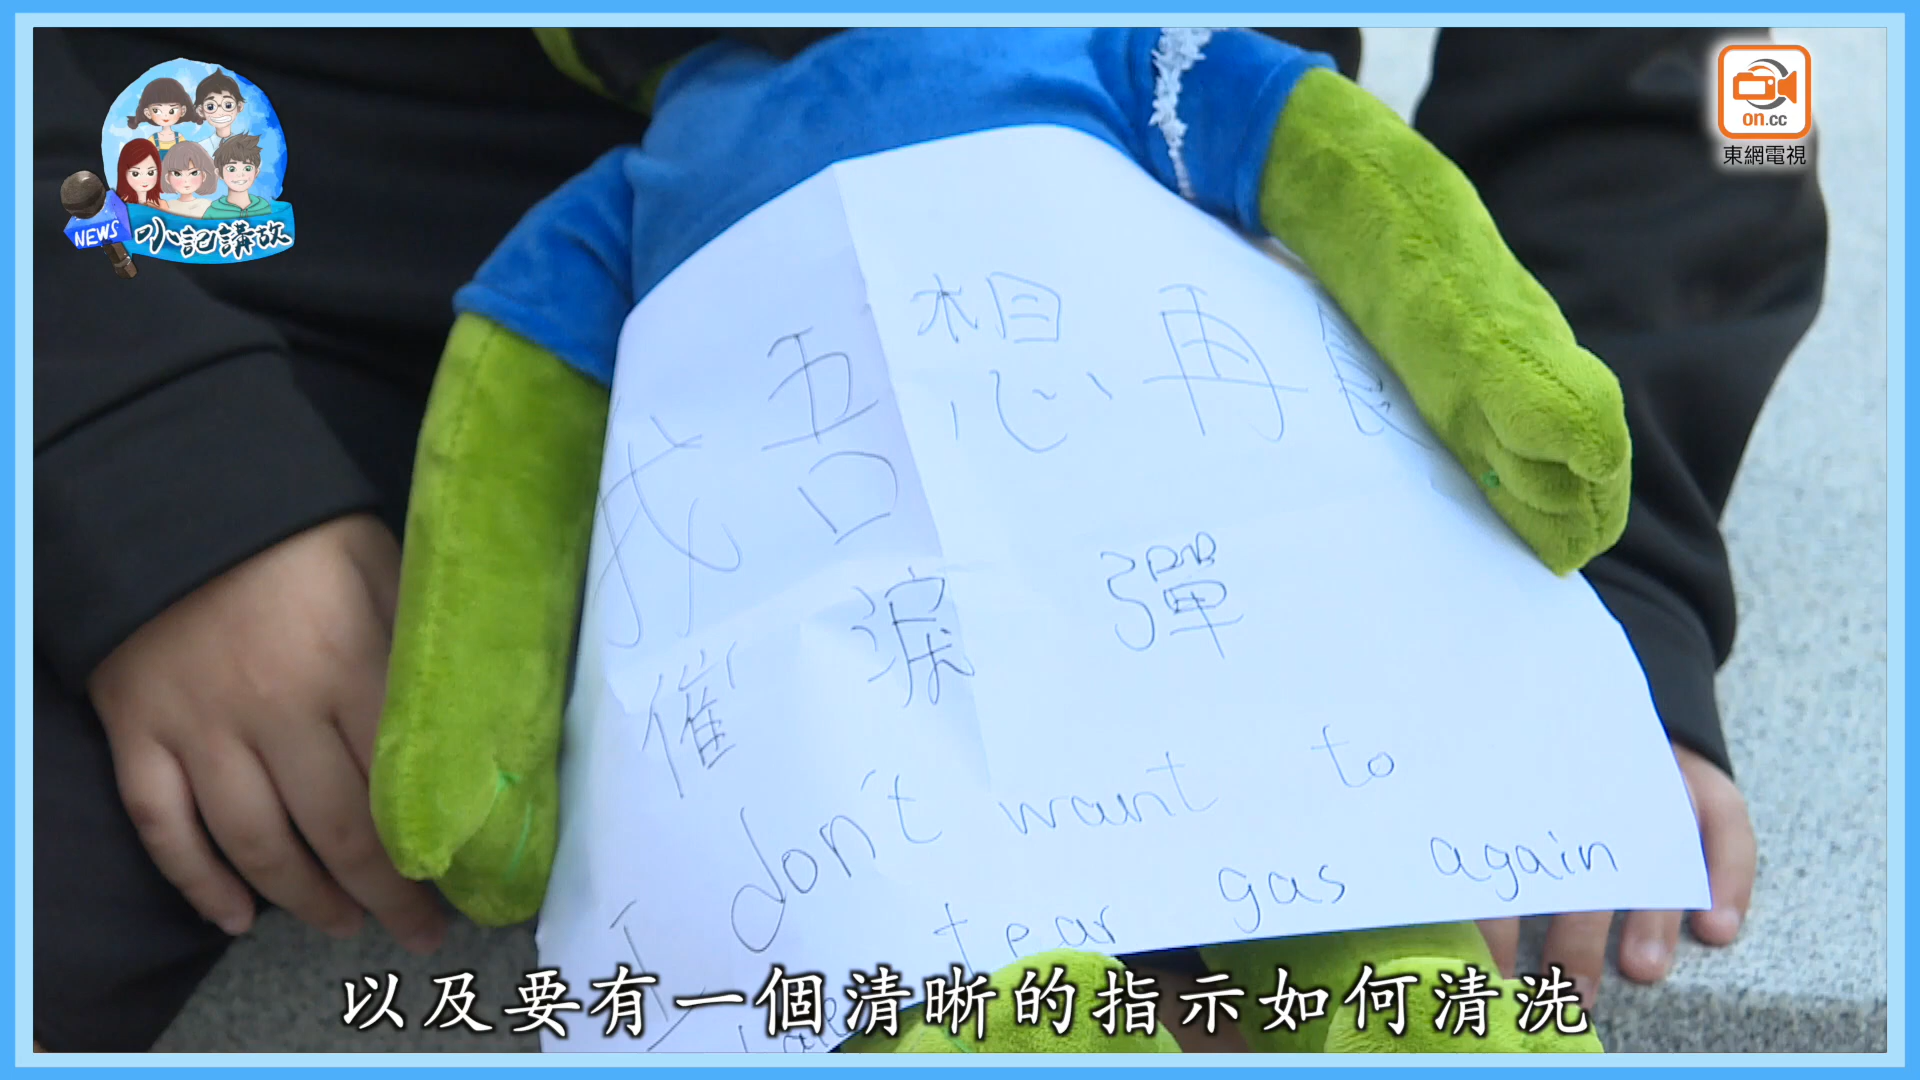 NEWS
小記講故
on.cc
東網電視
我吾想再食
催淚彈
I don't want to
tear gas again
以及要有一個清晰的指示如何清洗